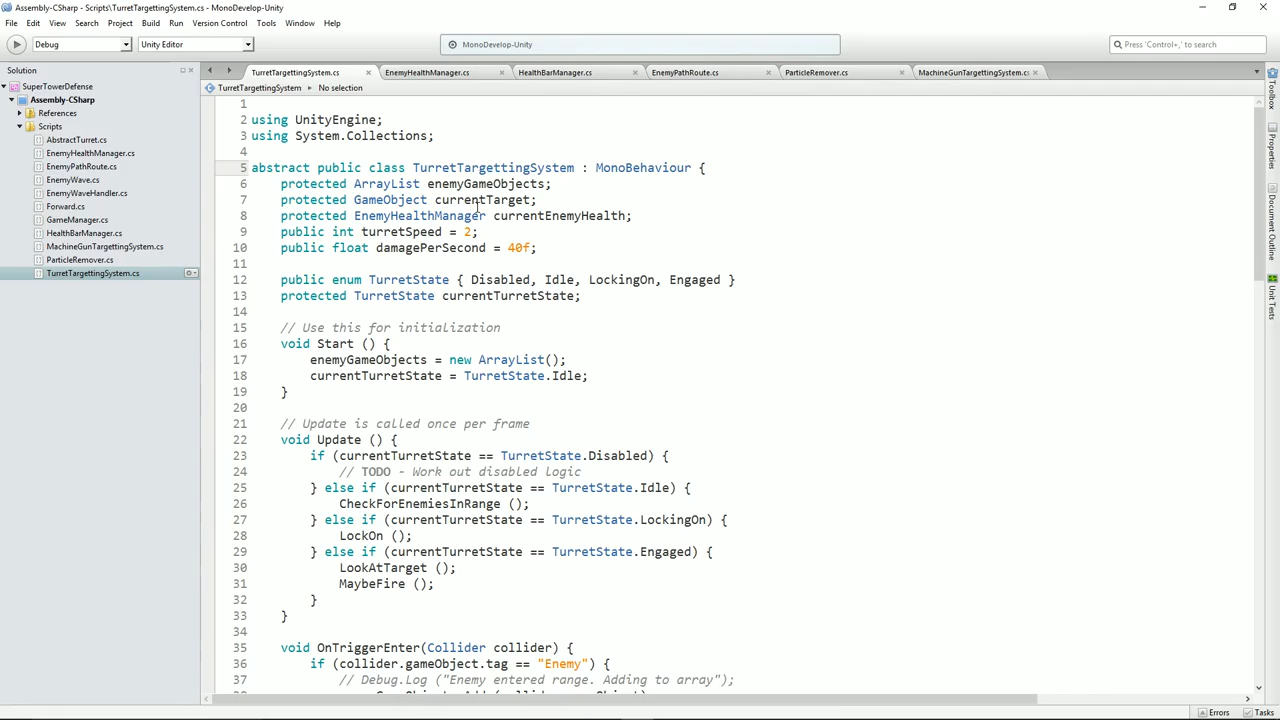 Assembly-CSharp - Scripts\TurretTargettingSystem.cs - MonoDevelop-Unity
File Edit View Search Project Build Run Version Control Tools Window Help
Debug Unity Editor MonoDevelop-Unity Press 'Control+,' to search
Solution
SuperTowerDefense
Assembly-CSharp
References
Scripts
AbstractTurret.cs
EnemyHealthManager.cs
EnemyPathRoute.cs
EnemyWave.cs
EnemyWaveHandler.cs
Forward.cs
GameManager.cs
HealthBarManager.cs
MachineGunTargettingSystem.cs
ParticleRemover.cs
TurretTargettingSystem.cs
TurretTargettingSystem.cs EnemyHealthManager.cs HealthBarManager.cs EnemyPathRoute.cs ParticleRemover.cs MachineGunTargettingSystem.cs
TurretTargettingSystem No selection
1
2 using UnityEngine;
3 using System.Collections;
4
5 abstract public class TurretTargettingSystem : MonoBehaviour {
6 protected ArrayList enemyGameObjects;
7 protected GameObject currentTarget;
8 protected EnemyHealthManager currentEnemyHealth;
9 public int turretSpeed = 2;
10 public float damagePerSecond = 40f;
11
12 public enum TurretState { Disabled, Idle, LockingOn, Engaged }
13 protected TurretState currentTurretState;
14
15 // Use this for initialization
16 void Start () {
17 enemyGameObjects = new ArrayList();
18 currentTurretState = TurretState.Idle;
19 }
20
21 // Update is called once per frame
22 void Update () {
23 if (currentTurretState == TurretState.Disabled) {
24 // TODO - Work out disabled logic
25 } else if (currentTurretState == TurretState.Idle) {
26 CheckForEnemiesInRange ();
27 } else if (currentTurretState == TurretState.LockingOn) {
28 LockOn ();
29 } else if (currentTurretState == TurretState.Engaged) {
30 LookAtTarget ();
31 MaybeFire ();
32 }
33 }
34
35 void OnTriggerEnter(Collider collider) {
36 if (collider.gameObject.tag == "Enemy") {
37 // Debug.Log ("Enemy entered range. Adding to array");
Toolbox
Properties
Document Outline
Unit Tests
Errors Tasks